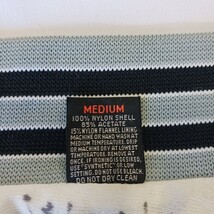 MEDIUM
100% NYLON SHELL
85% ACETATE
15% NYLON FLANNEL LINING
MACHINE OR HAND WASH AT
MEDIUM TEMPERATURE. DRIP
OR MACHINE DRY AT LOWEST
TEMPERATURE. REMOVE AT
ONCE. IF IRONING IS DESIRED.
USE "SYNTHETIC" OR LOW
SETTING. DO NOT USE BLEACH.
DO NOT DRY CLEAN